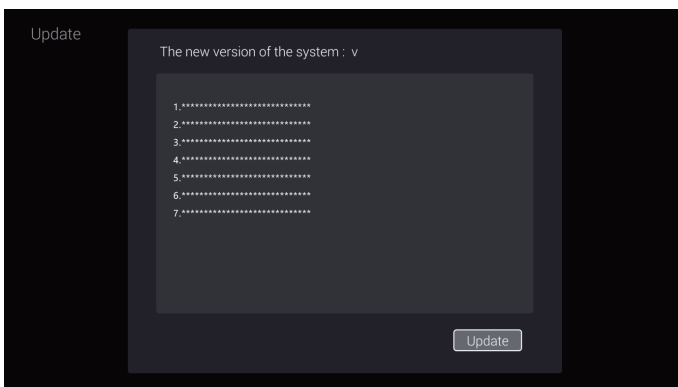 Update
The new version of the system : v
1.*****************************
2.*****************************
3.*****************************
4.*****************************
5.*****************************
6.*****************************
7.*****************************
Update